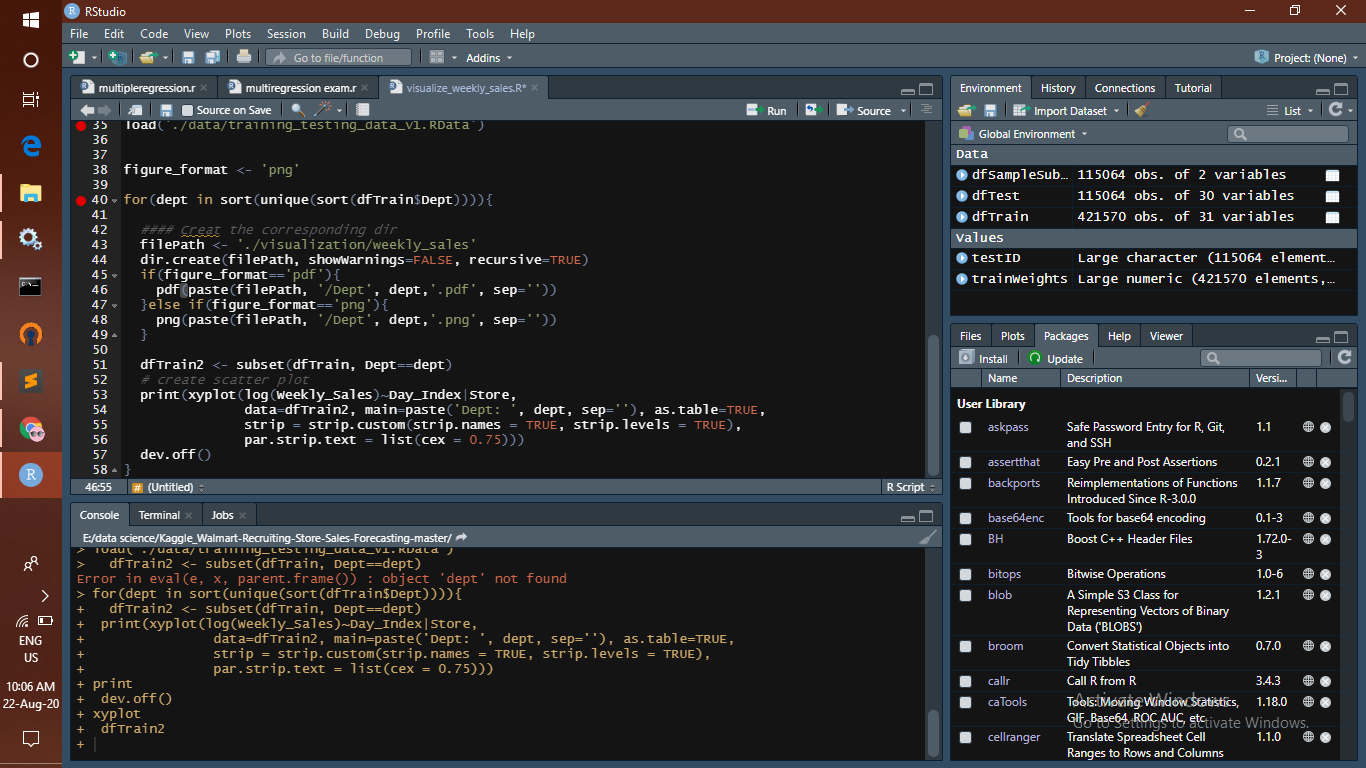 RStudio
File Edit Code View Plots Session Build Debug Profile Tools Help
Go to file/function Addins Project: (None)
multipleregression.r multiregression exam.r visualize_weekly_sales.R*
Source on Save Run Source
35 load('./data/training_testing_data_v1.RData')
36
37
38 figure_format <- 'png'
39
40 for(dept in sort(unique(sort(dfTrain$Dept)))){
41
42 #### Creat the corresponding dir
43 filePath <- './visualization/weekly_sales'
44 dir.create(filePath, showWarnings=FALSE, recursive=TRUE)
45 if(figure_format=='pdf'){
46 pdf(paste(filePath, '/Dept', dept,'.pdf', sep=''))
47 }else if(figure_format=='png'){
48 png(paste(filePath, '/Dept', dept,'.png', sep=''))
49 }
50
51 dfTrain2 <- subset(dfTrain, Dept==dept)
52 # create scatter plot
53 print(xyplot(log(Weekly_Sales)~Day_Index|Store,
54 data=dfTrain2, main=paste('Dept: ', dept, sep=''), as.table=TRUE,
55 strip = strip.custom(strip.names = TRUE, strip.levels = TRUE),
56 par.strip.text = list(cex = 0.75)))
57 dev.off()
58 }
46:55 # (Untitled) R Script
Console Terminal Jobs
E:/data science/Kaggle_Walmart-Recruiting-Store-Sales-Forecasting-master/
> load('./data/training_testing_data_v1.RData')
> dfTrain2 <- subset(dfTrain, Dept==dept)
Error in eval(e, x, parent.frame()) : object 'dept' not found
> for(dept in sort(unique(sort(dfTrain$Dept)))){
+ dfTrain2 <- subset(dfTrain, Dept==dept)
+ print(xyplot(log(Weekly_Sales)~Day_Index|Store,
+ data=dfTrain2, main=paste('Dept: ', dept, sep=''), as.table=TRUE,
+ strip = strip.custom(strip.names = TRUE, strip.levels = TRUE),
+ par.strip.text = list(cex = 0.75)))
+ print
+ dev.off()
+ xyplot
+ dfTrain2
+
Environment History Connections Tutorial
Import Dataset List
Global Environment
Data
dfSampleSub… 115064 obs. of 2 variables
dfTest 115064 obs. of 30 variables
dfTrain 421570 obs. of 31 variables
Values
testID Large character (115064 element…
trainWeights Large numeric (421570 elements,…
Files Plots Packages Help Viewer
Install Update
Name Description Versi...
User Library
askpass Safe Password Entry for R, Git, 1.1
and SSH
assertthat Easy Pre and Post Assertions 0.2.1
backports Reimplementations of Functions 1.1.7
Introduced Since R-3.0.0
base64enc Tools for base64 encoding 0.1-3
BH Boost C++ Header Files 1.72.0-
3
bitops Bitwise Operations 1.0-6
blob A Simple S3 Class for 1.2.1
Representing Vectors of Binary
Data ('BLOBS')
broom Convert Statistical Objects into 0.7.0
Tidy Tibbles
callr Call R from R 3.4.3
caTools Tools: Moving Window Statistics, 1.18.0
GIF, Base64, ROC AUC, etc
cellranger Translate Spreadsheet Cell 1.1.0
Ranges to Rows and Columns
Activate Windows
Go to Settings to activate Windows.
ENG
US
10:06 AM
22-Aug-20